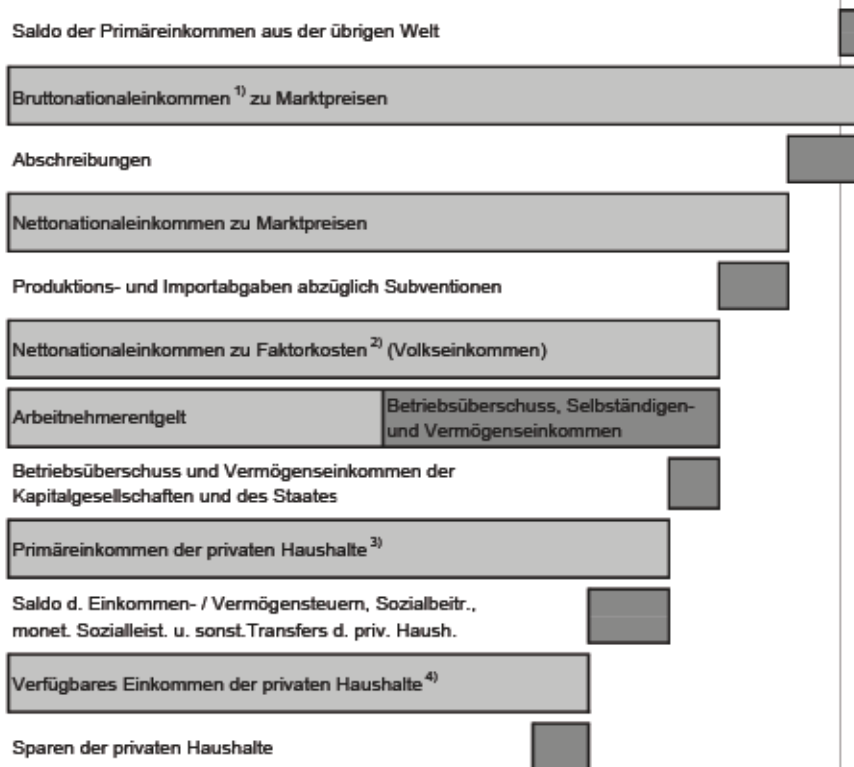 Saldo der Primäreinkommen aus der übrigen Welt
Bruttonationaleinkommen 1) zu Marktpreisen
Abschreibungen
Nettonationaleinkommen zu Marktpreisen
Produktions- und Importabgaben abzüglich Subventionen
Nettonationaleinkommen zu Faktorkosten 2) (Volkseinkommen)
Arbeitnehmerentgelt
Betriebsüberschuss, Selbständigen-
und Vermögenseinkommen
Betriebsüberschuss und Vermögenseinkommen der
Kapitalgesellschaften und des Staates
Primäreinkommen der privaten Haushalte 3)
Saldo d. Einkommen- / Vermögensteuern, Sozialbeitr.,
monet. Sozialleist. u. sonst.Transfers d. priv. Haush.
Verfügbares Einkommen der privaten Haushalte 4)
Sparen der privaten Haushalte